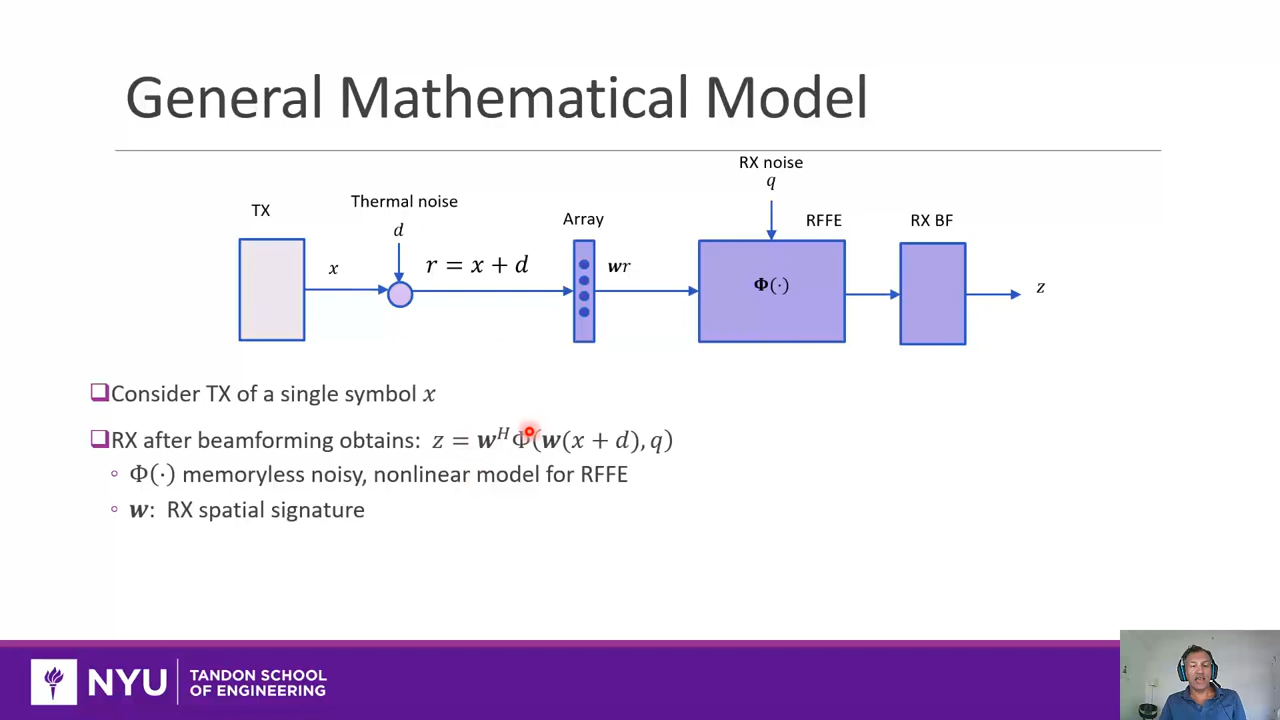 General Mathematical Model
RX noise
q
TX
Thermal noise
d
Array
RFFE
RX BF
x
r = x + d
wr
Φ(·)
z
Consider TX of a single symbol x
RX after beamforming obtains: z = w^H Φ(w(x + d), q)
Φ(·) memoryless noisy, nonlinear model for RFFE
w: RX spatial signature
NYU
TANDON SCHOOL
OF ENGINEERING